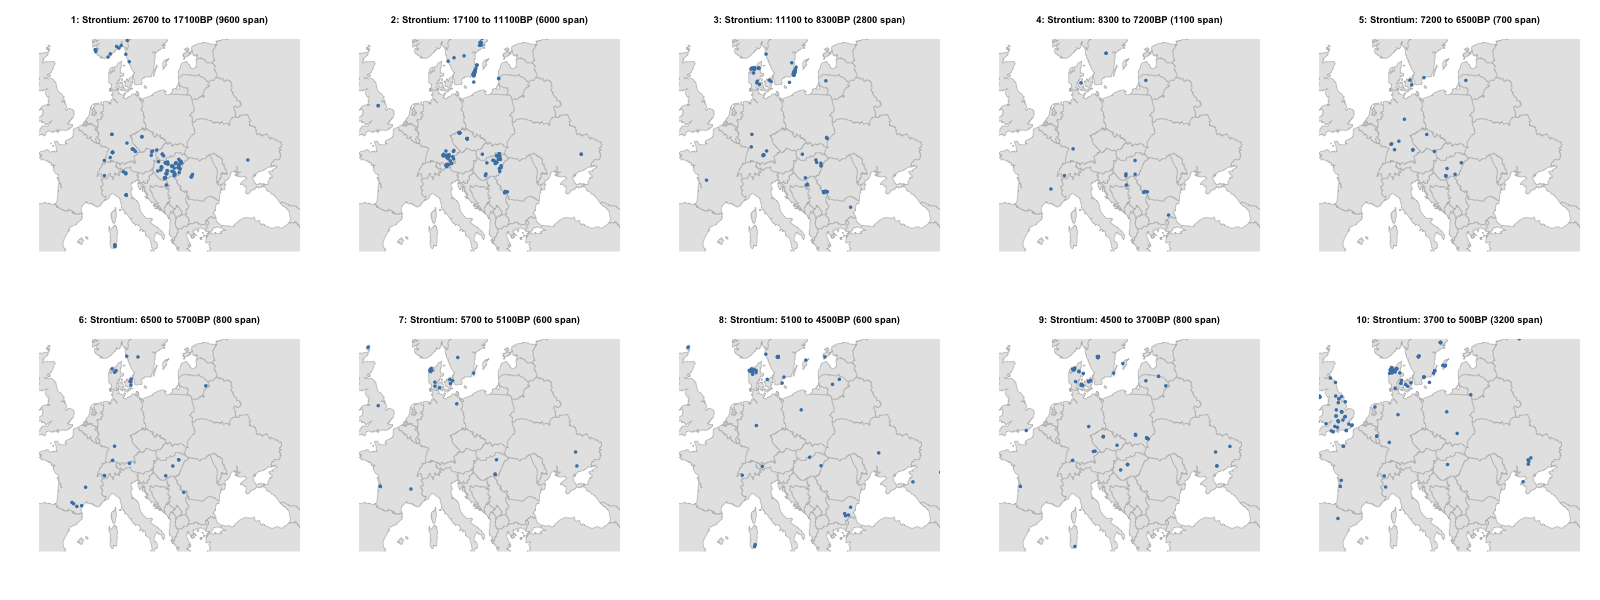 1: Strontium: 26700 to 17100BP (9600 span)
2: Strontium: 17100 to 11100BP (6000 span)
3: Strontium: 11100 to 8300BP (2800 span)
4: Strontium: 8300 to 7200BP (1100 span)
5: Strontium: 7200 to 6500BP (700 span)
6: Strontium: 6500 to 5700BP (800 span)
7: Strontium: 5700 to 5100BP (600 span)
8: Strontium: 5100 to 4500BP (600 span)
9: Strontium: 4500 to 3700BP (800 span)
10: Strontium: 3700 to 500BP (3200 span)